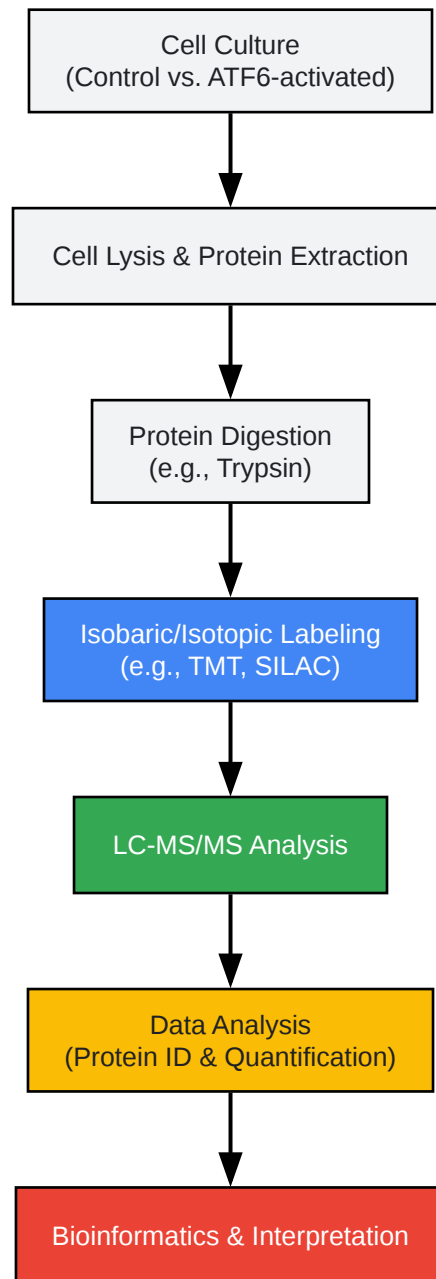 Cell Culture
(Control vs. ATF6-activated)
Cell Lysis & Protein Extraction
Protein Digestion
(e.g., Trypsin)
Isobaric/Isotopic Labeling
(e.g., TMT, SILAC)
LC-MS/MS Analysis
Data Analysis
(Protein ID & Quantification)
Bioinformatics & Interpretation